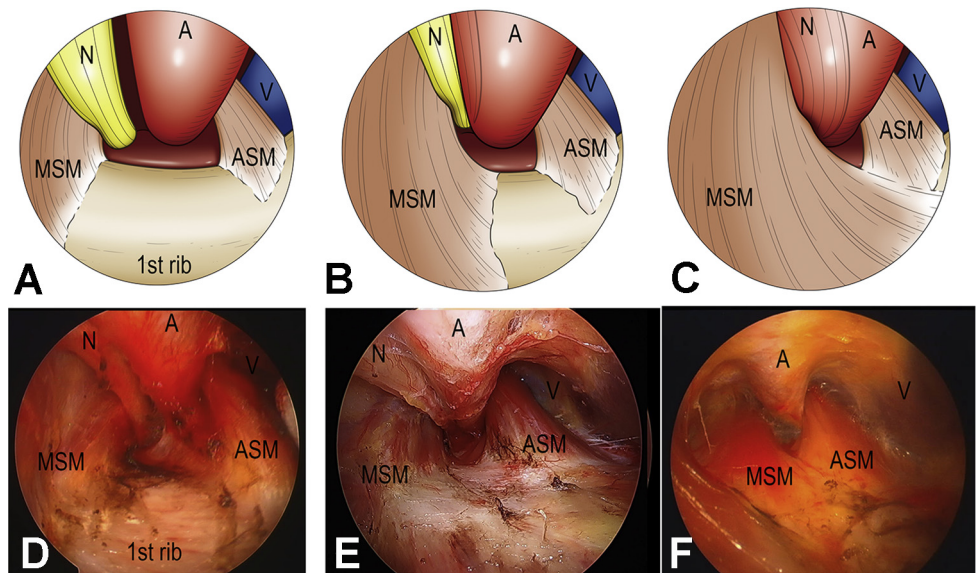 N A V
MSM ASM
1st rib
A
N A V
MSM ASM
B
N A V
MSM ASM
C
N A V
MSM ASM
1st rib
D
N A V
MSM ASM
E
A V
MSM ASM
F